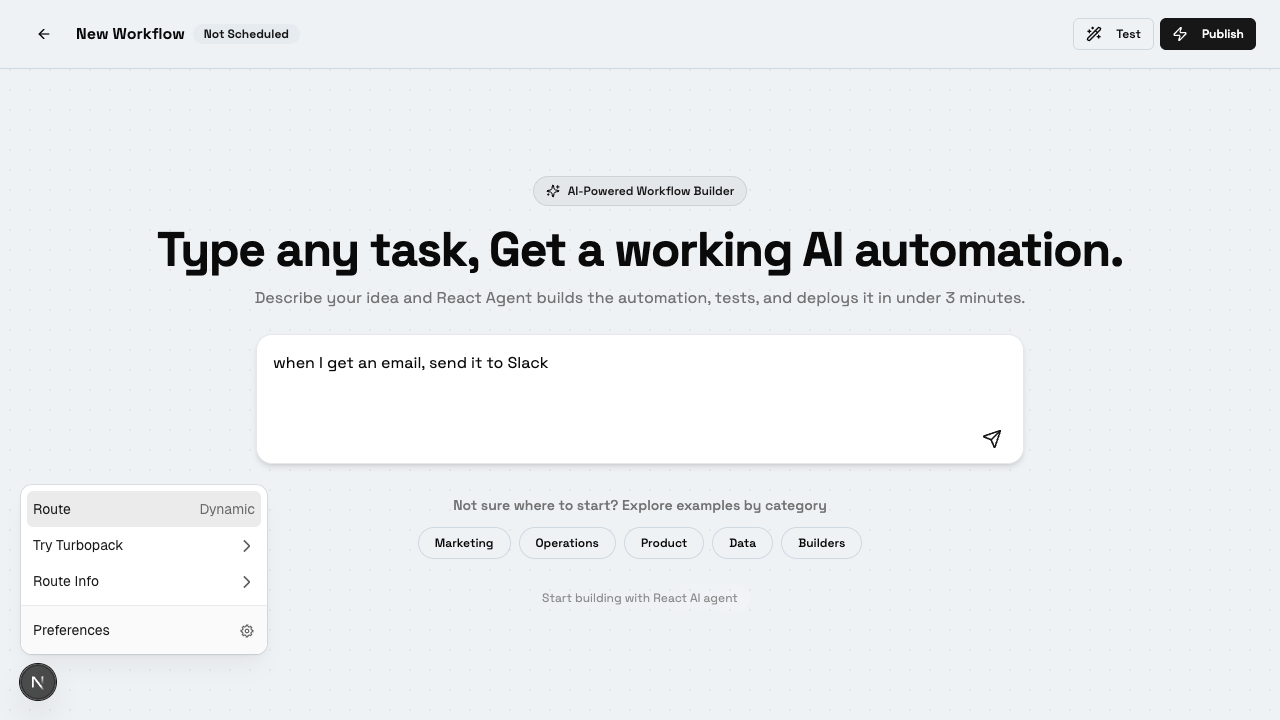 New Workflow
Not Scheduled
Test
Publish
AI-Powered Workflow Builder
Type any task, Get a working AI automation.
Describe your idea and React Agent builds the automation, tests, and deploys it in under 3 minutes.
when I get an email, send it to Slack
Not sure where to start? Explore examples by category
Marketing
Operations
Product
Data
Builders
Start building with React AI agent
Route Dynamic
Try Turbopack
Route Info
Preferences
N